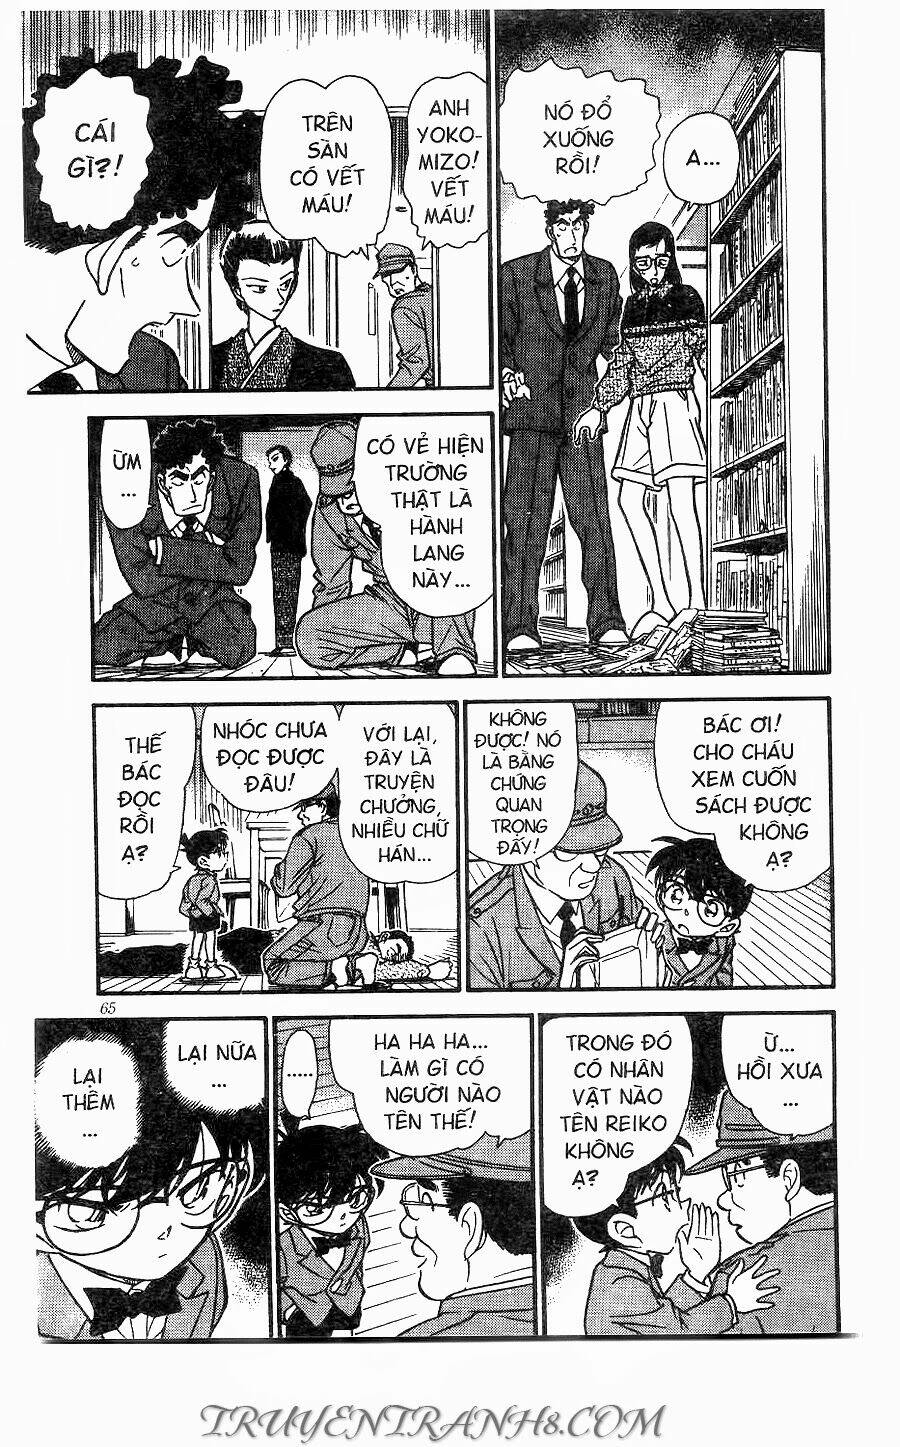 A...
NÓ ĐỔ
XUỐNG
RỒI!
ANH
YOKO-
MIZO!
VẾT
MÁU!
TRÊN
SÀN
CÓ VẾT
MÁU!
CÁI
GÌ?!
CÓ VẺ HIỆN
TRƯỜNG
THẬT LÀ
HÀNH
LANG
NÀY...
ỪM
...
BÁC ƠI!
CHO CHÁU
XEM CUỐN
SÁCH ĐƯỢC
KHÔNG
Ạ?
KHÔNG
ĐƯỢC! NÓ
LÀ BẰNG
CHỨNG
QUAN
TRỌNG
ĐẤY!
VỚI LẠI,
ĐÂY LÀ
TRUYỆN
CHƯỞNG,
NHIỀU CHỮ
HÁN...
NHÓC CHƯA
ĐỌC ĐƯỢC
ĐÂU!
THẾ
BÁC
ĐỌC
RỒI
Ạ?
65
Ừ...
HỒI XƯA
...
TRONG ĐÓ
CÓ NHÂN
VẬT NÀO
TÊN REIKO
KHÔNG
Ạ?
HA HA HA...
LÀM GÌ CÓ
NGƯỜI NÀO
TÊN THẾ!
.....
LẠI NỮA
...
LẠI
THÊM
...
TRUYENTRANH8.COM